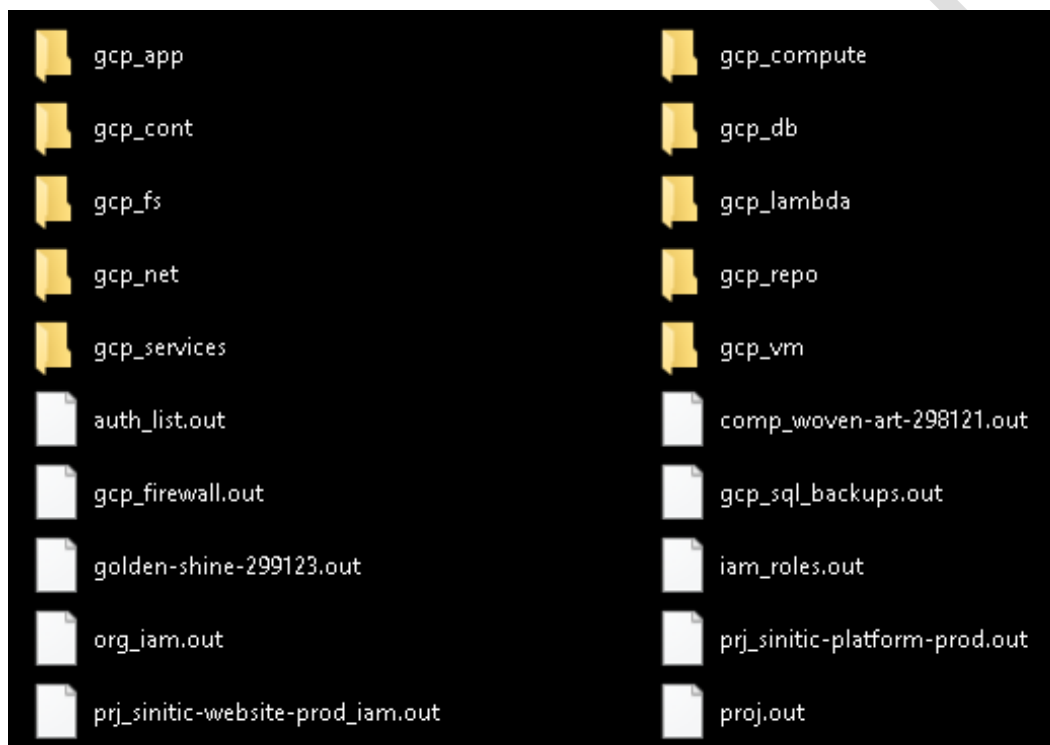 gcp_app
gcp_compute
gcp_cont
gcp_db
gcp_fs
gcp_lambda
gcp_net
gcp_repo
gcp_services
gcp_vm
auth_list.out
comp_woven-art-298121.out
gcp_firewall.out
gcp_sql_backups.out
golden-shine-299123.out
iam_roles.out
org_iam.out
prj_sinitic-platform-prod.out
prj_sinitic-website-prod_iam.out
proj.out